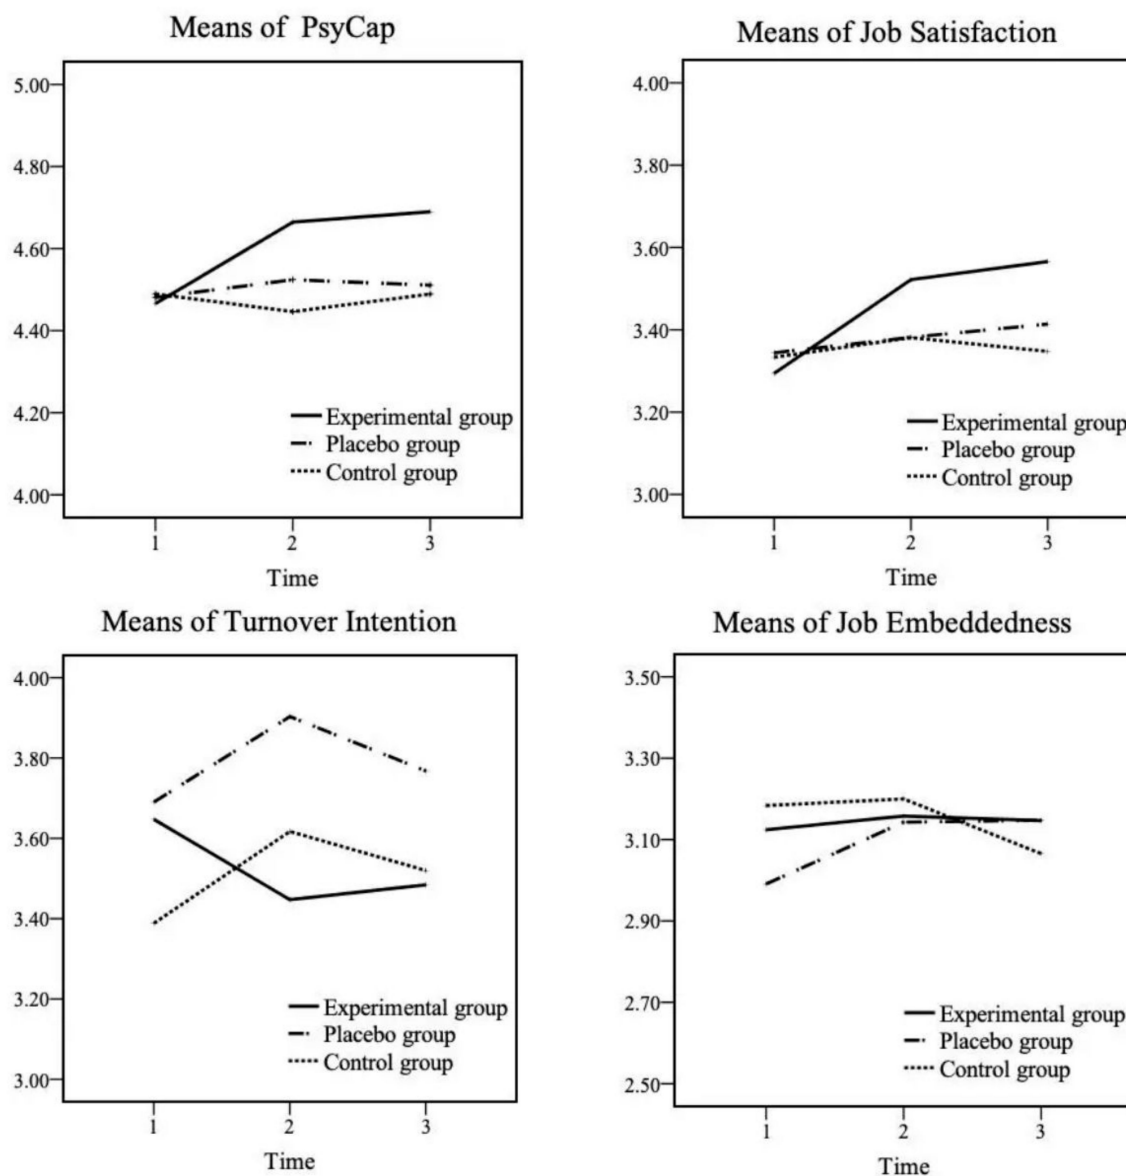 Means of PsyCap
5.00
4.80
4.60
4.40
4.20
4.00
Experimental group
Placebo group
Control group
1 2 3
Time
Means of Job Satisfaction
4.00
3.80
3.60
3.40
3.20
3.00
Experimental group
Placebo group
Control group
1 2 3
Time
Means of Turnover Intention
4.00
3.80
3.60
3.40
3.20
3.00
Experimental group
Placebo group
Control group
1 2 3
Time
Means of Job Embeddedness
3.50
3.30
3.10
2.90
2.70
2.50
Experimental group
Placebo group
Control group
1 2 3
Time